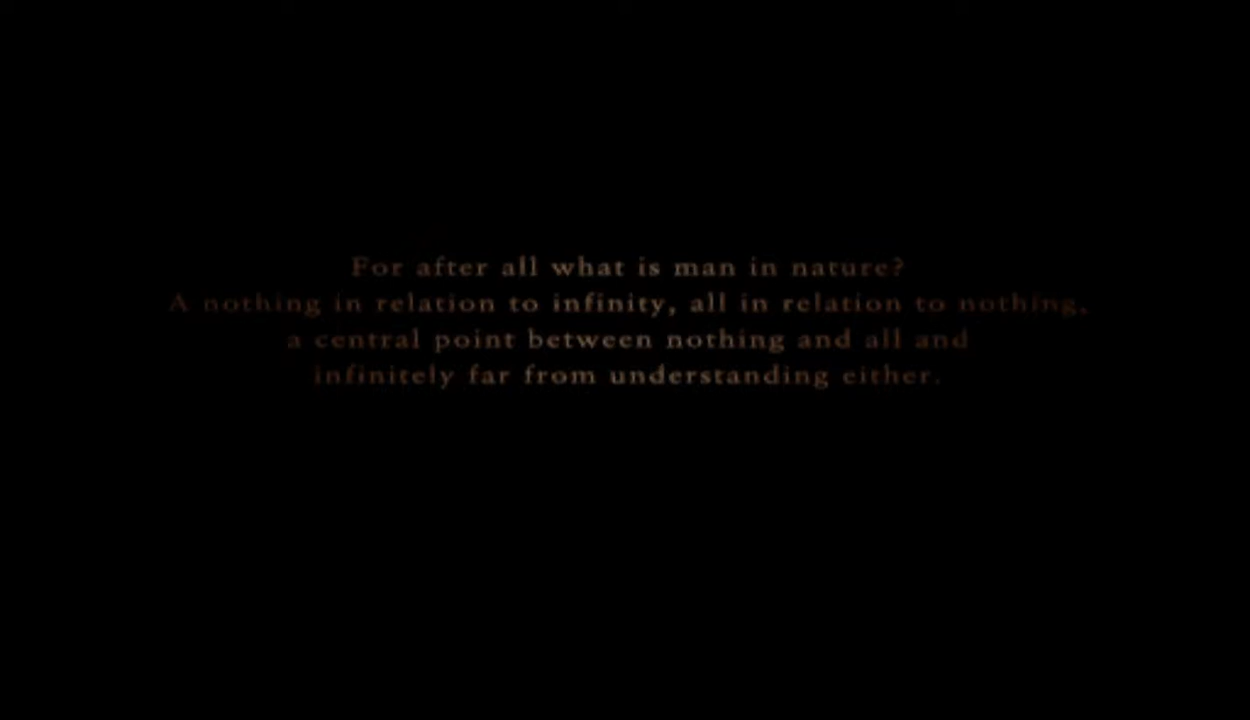 For after all what is man in nature?
A nothing in relation to infinity, all in relation to nothing,
a central point between nothing and all and
infinitely far from understanding either.